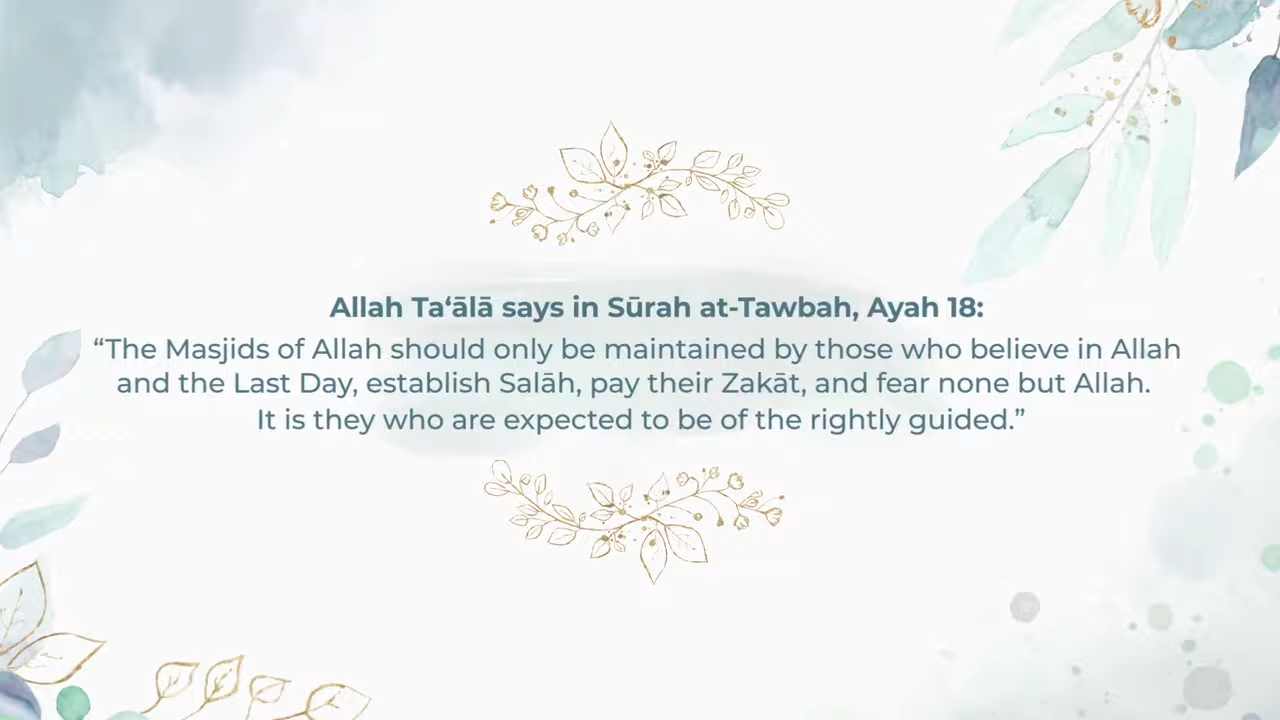 Allah Ta‘ālā says in Sūrah at-Tawbah, Ayah 18:
“The Masjids of Allah should only be maintained by those who believe in Allah
and the Last Day, establish Salāh, pay their Zakāt, and fear none but Allah.
It is they who are expected to be of the rightly guided.”